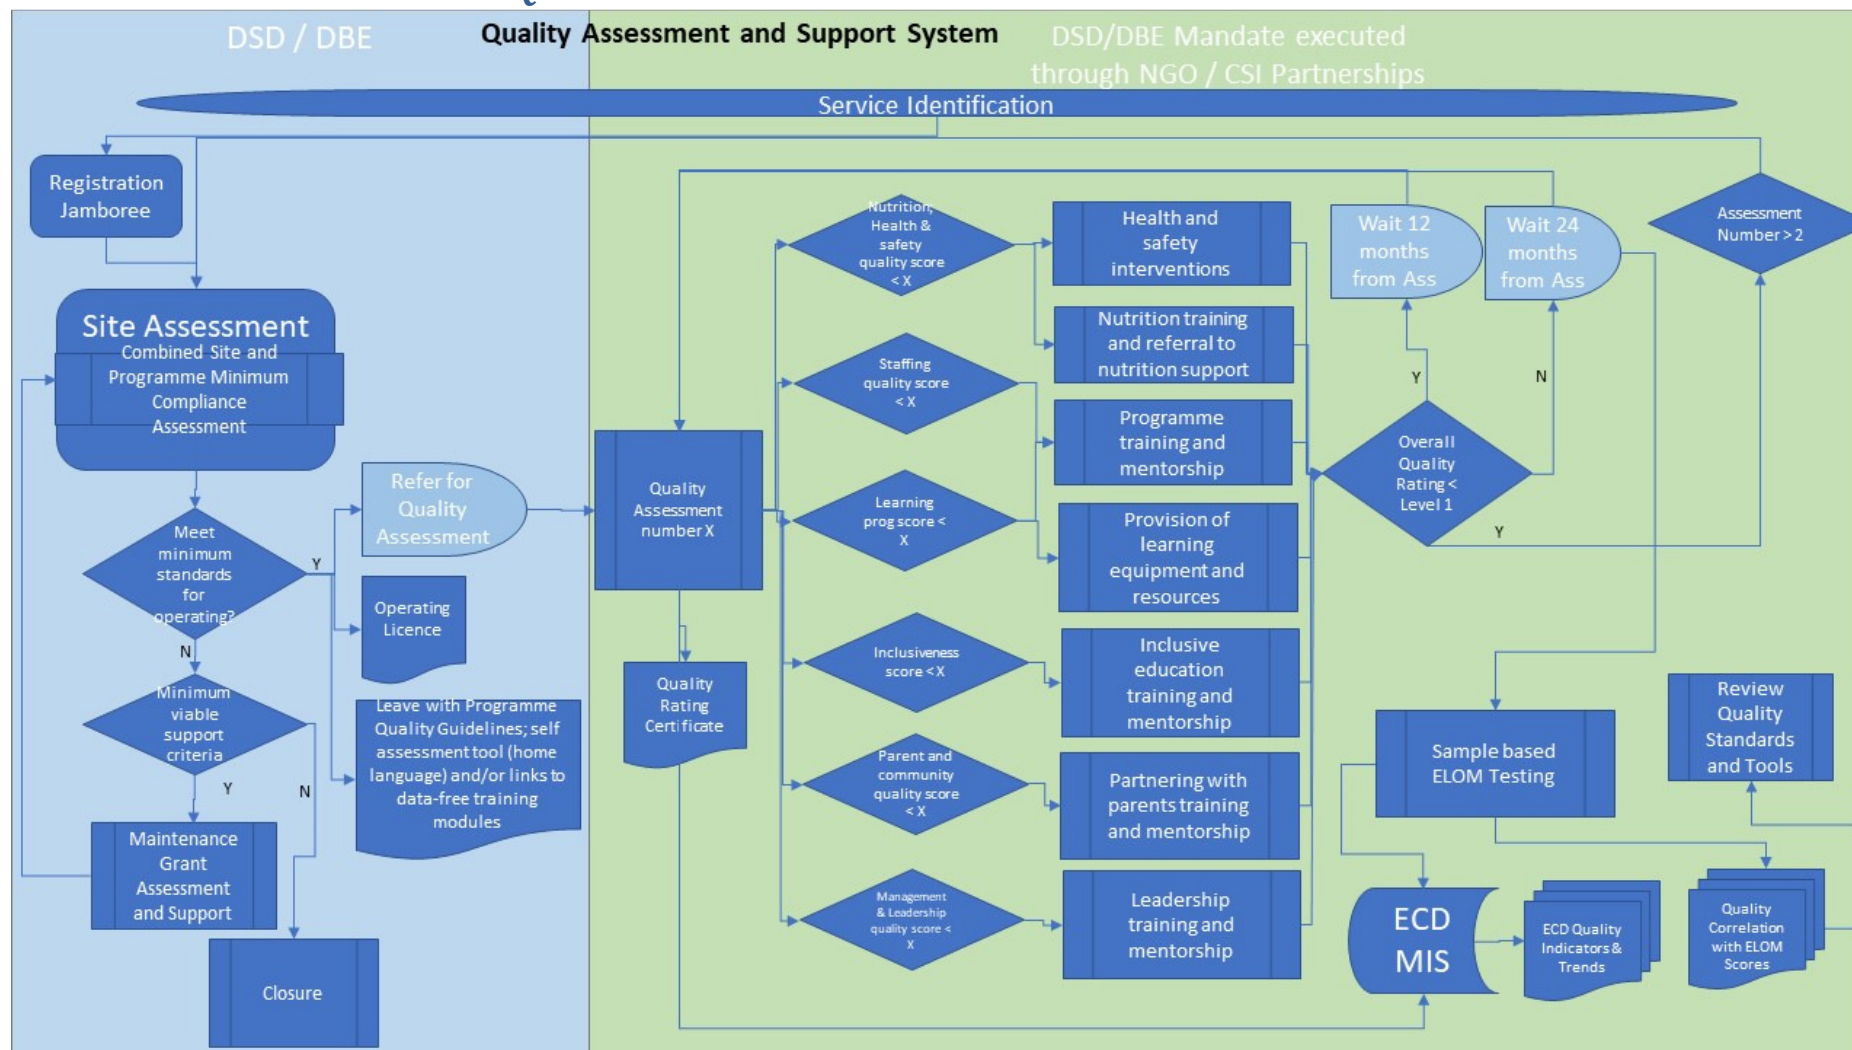 Quality Assessment and Support System
DSD / DBE
DSD/DBE Mandate executed
through NGO / CSI Partnerships
Service Identification
Registration
Jamboree
Site Assessment
Combined Site and
Programme Minimum
Compliance
Assessment
Meet
minimum
standards
for
operating?
Y
N
Minimum
viable
support
criteria
Y
N
Maintenance
Grant
Assessment
and Support
Closure
Refer for
Quality
Assessment
Operating
Licence
Leave with Programme
Quality Guidelines; self
assessment tool (home
language) and/or links to
data-free training
modules
Quality
Assessment
number X
Quality
Rating
Certificate
Nutrition;
Health &
safety
quality score
< X
Staffing
quality score
< X
Learning
prog score <
X
Inclusiveness
score < X
Parent and
community
quality score
< X
Management
& Leadership
quality score <
X
Health and
safety
interventions
Nutrition training
and referral to
nutrition support
Programme
training and
mentorship
Provision of
learning
equipment and
resources
Inclusive
education
training and
mentorship
Partnering with
parents training
and mentorship
Leadership
training and
mentorship
Wait 12
months
from Ass
Wait 24
months
from Ass
Assessment
Number > 2
Y
N
Overall
Quality
Rating <
Level 1
Y
Sample based
ELOM Testing
Review
Quality
Standards
and Tools
ECD
MIS
ECD Quality
Indicators &
Trends
Quality
Correlation
with ELOM
Scores